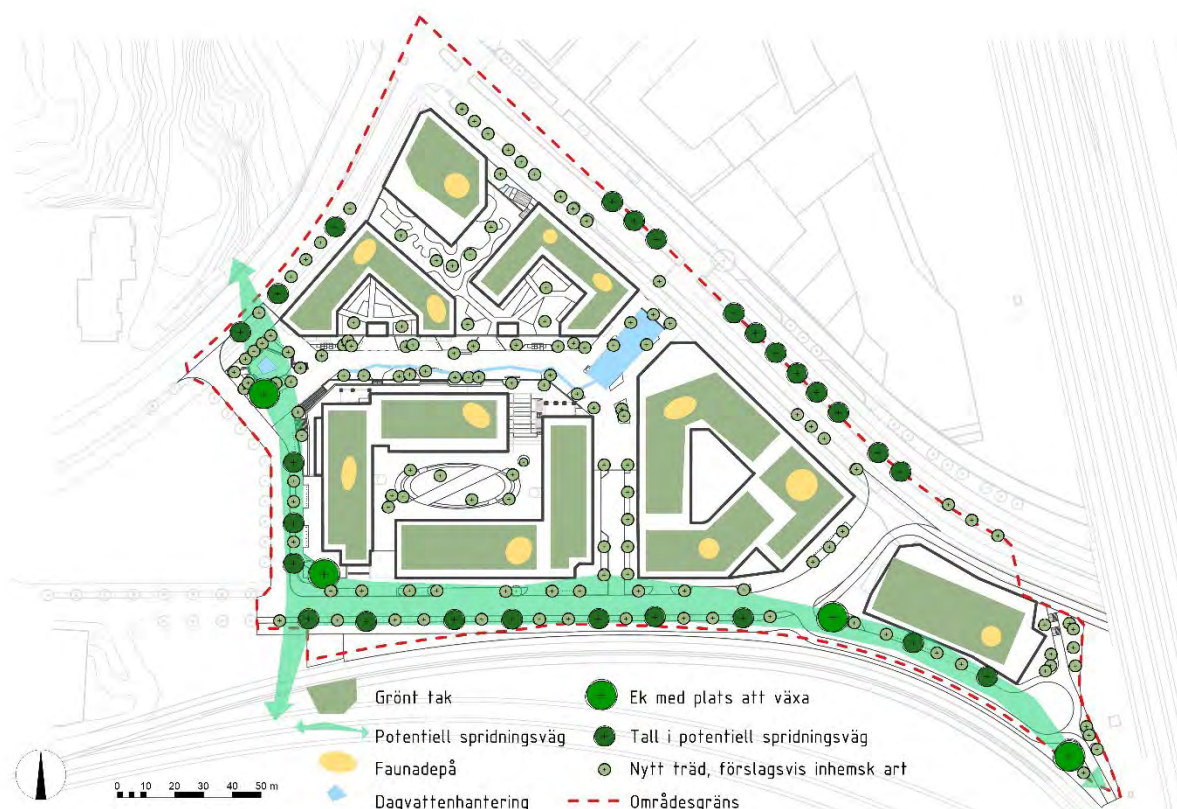 Grönt tak
Ek med plats att växa
Potentiell spridningsväg
Tall i potentiell spridningsväg
Faunadepå
Nytt träd, förslagsvis inhemsk art
Dagvattenhantering
Områdesgräns
0 10 20 30 40 50 m